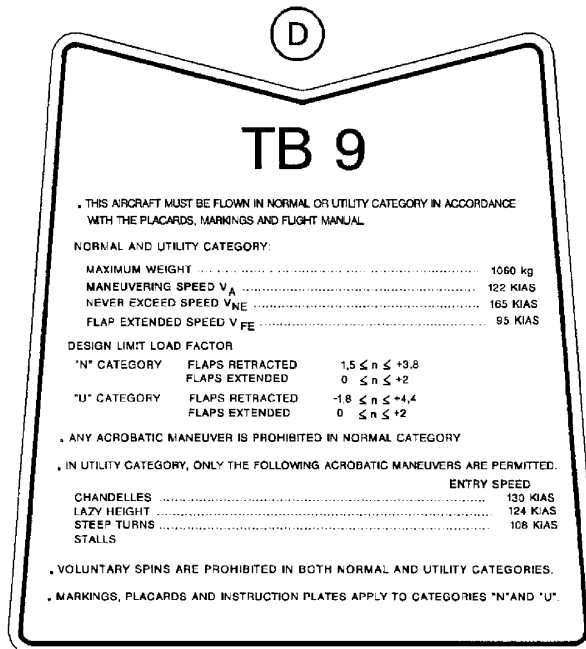 D
TB 9
. THIS AIRCRAFT MUST BE FLOWN IN NORMAL OR UTILITY CATEGORY IN ACCORDANCE
WITH THE PLACARDS, MARKINGS AND FLIGHT MANUAL
NORMAL AND UTILITY CATEGORY:
MAXIMUM WEIGHT ........ 1060 kg
MANEUVERING SPEED VA ........ 122 KIAS
NEVER EXCEED SPEED VNE ........ 165 KIAS
FLAP EXTENDED SPEED VFE ........ 95 KIAS
DESIGN LIMIT LOAD FACTOR
"N" CATEGORY FLAPS RETRACTED 1,5 ≤ n ≤ +3,8
FLAPS EXTENDED 0 ≤ n ≤ +2
"U" CATEGORY FLAPS RETRACTED -1,8 ≤ n ≤ +4,4
FLAPS EXTENDED 0 ≤ n ≤ +2
. ANY ACROBATIC MANEUVER IS PROHIBITED IN NORMAL CATEGORY
. IN UTILITY CATEGORY, ONLY THE FOLLOWING ACROBATIC MANEUVERS ARE PERMITTED.
ENTRY SPEED
CHANDELLES ........ 130 KIAS
LAZY HEIGHT ........ 124 KIAS
STEEP TURNS ........ 108 KIAS
STALLS
. VOLUNTARY SPINS ARE PROHIBITED IN BOTH NORMAL AND UTILITY CATEGORIES.
. MARKINGS, PLACARDS AND INSTRUCTION PLATES APPLY TO CATEGORIES "N"AND "U".